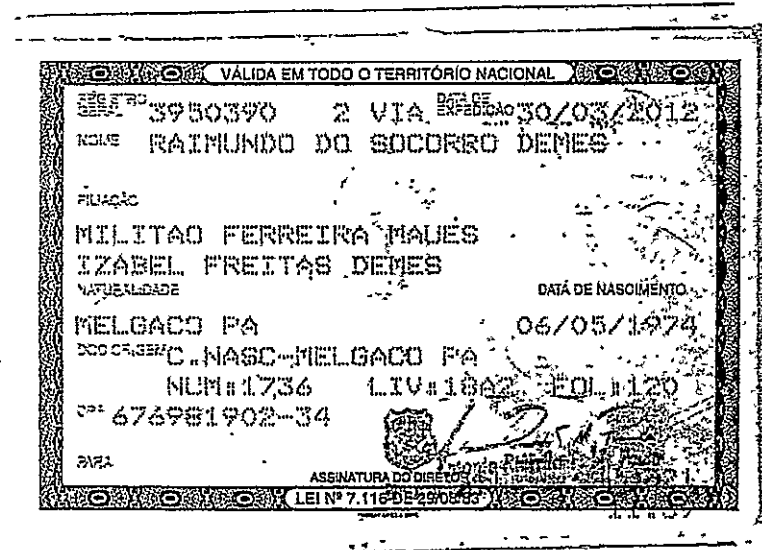 VÁLIDA EM TODO O TERRITÓRIO NACIONAL
REGISTRO GERAL 3950390 2 VIA DATA DE EXPEDIÇÃO 30/03/2012
NOME RAIMUNDO DO SOCORRO DEMES
FILIAÇÃO
MILITAO FERREIRA MAUES
IZABEL FREITAS DEMES
NATURALIDADE DATA DE NASCIMENTO
MELGACO PA 06/05/1974
DOC ORIGEM C.NASC-MELGACO PA
NUM:1736 LIV:18A2 FOL:120
CPF 676981902-34
PARÁ
ASSINATURA DO DIRETOR
LEI Nº 7.116 DE 29/08/83